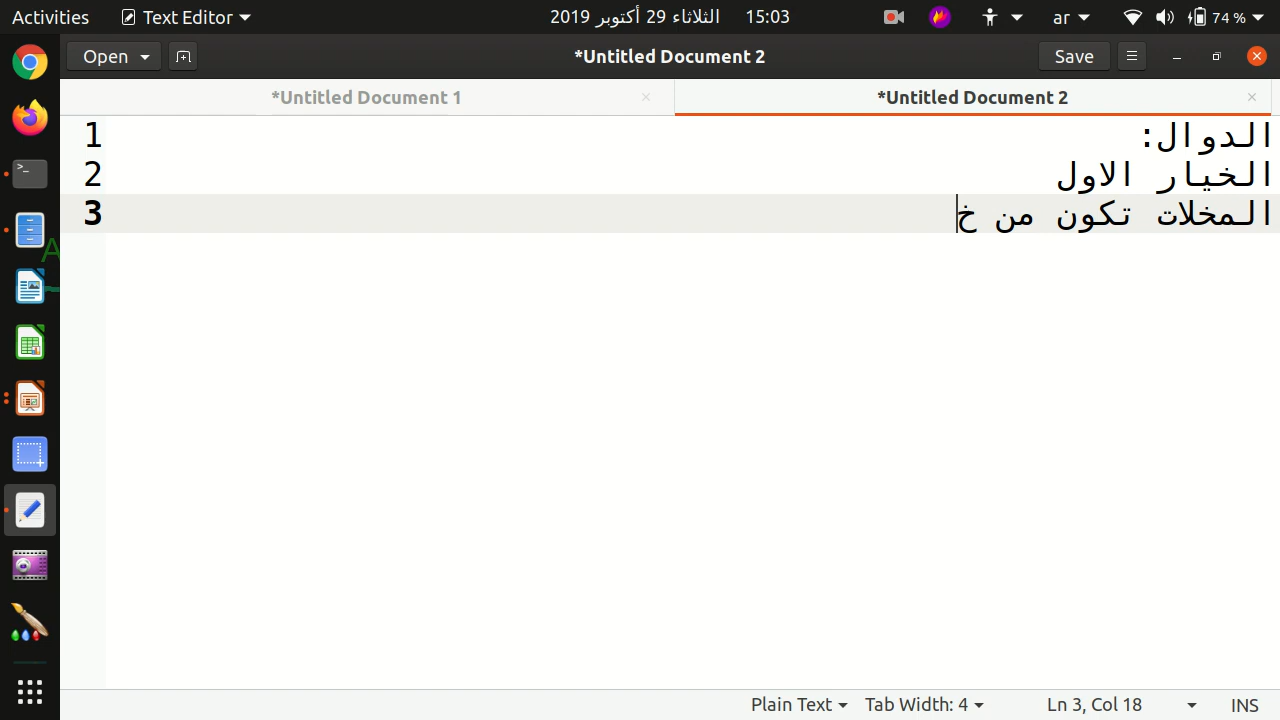 Activities Text Editor الثلاثاء 29 أكتوبر 2019 15:03 ar 74 %
Open *Untitled Document 2 Save
*Untitled Document 1 *Untitled Document 2
1 الدوال:
2 الخيار الاول
3 المخلات تكون من خ
Plain Text Tab Width: 4 Ln 3, Col 18 INS